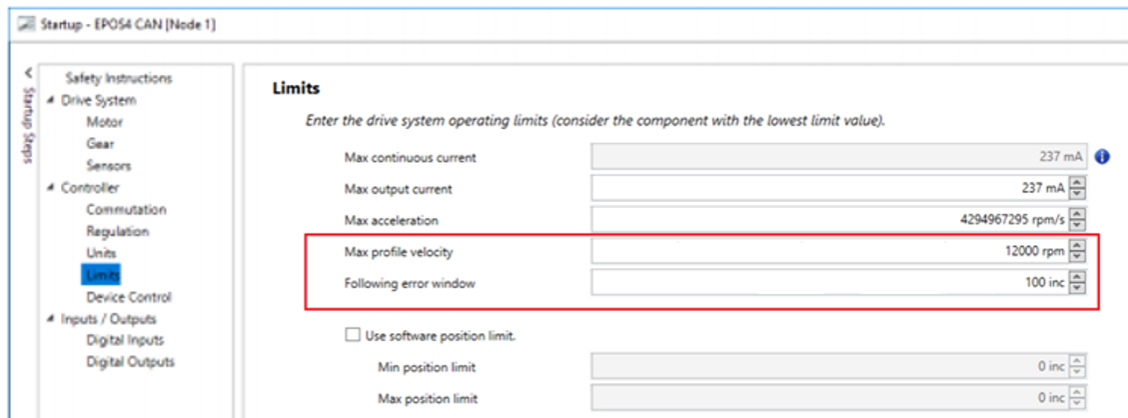 Startup - EPOS4 CAN [Node 1]
Startup Steps
Safety Instructions
Drive System
Motor
Gear
Sensors
Controller
Commutation
Regulation
Units
Limits
Device Control
Inputs / Outputs
Digital Inputs
Digital Outputs
Limits
Enter the drive system operating limits (consider the component with the lowest limit value).
Max continuous current 237 mA
Max output current 237 mA
Max acceleration 4294967295 rpm/s
Max profile velocity 12000 rpm
Following error window 100 inc
Use software position limit.
Min position limit 0 inc
Max position limit 0 inc